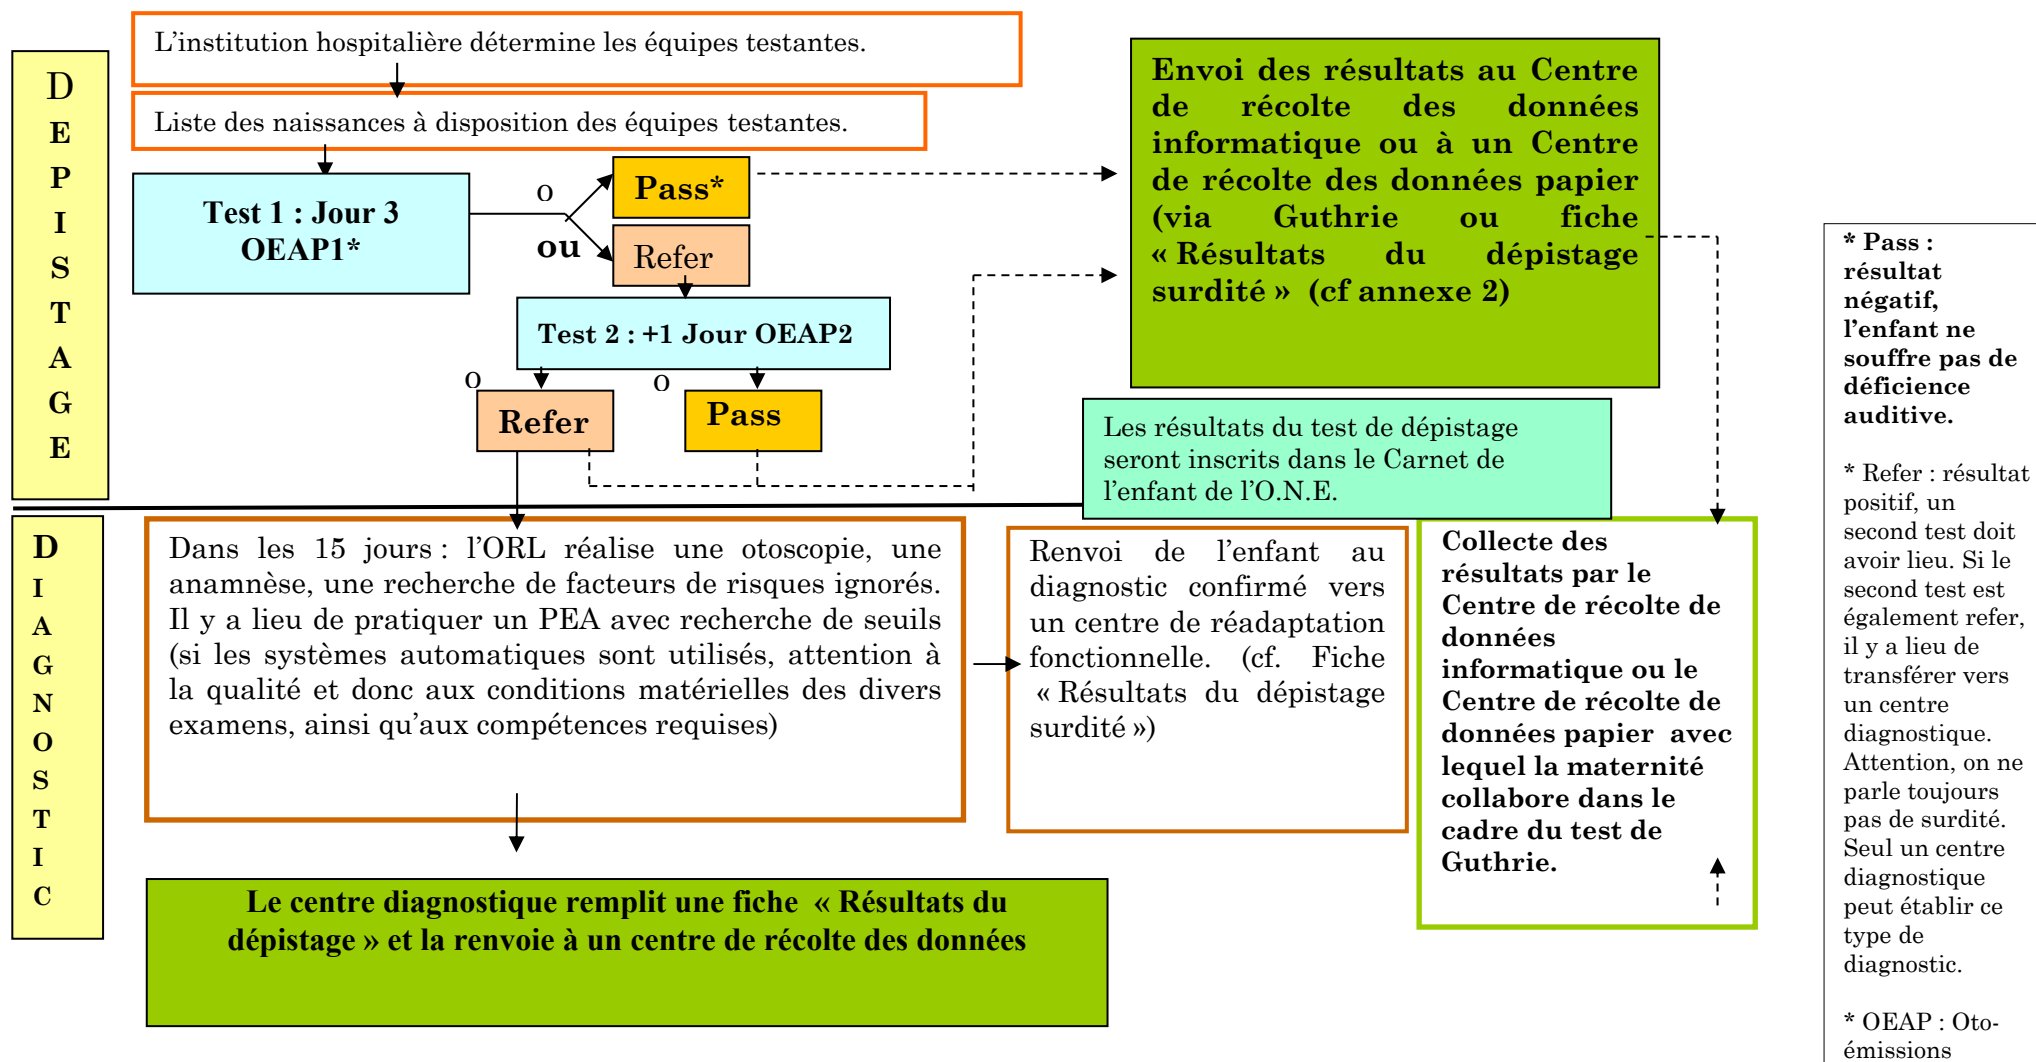 D
E
P
I
S
T
A
G
E
L'institution hospitalière détermine les équipes testantes.
Liste des naissances à disposition des équipes testantes.
Test 1 : Jour 3
OEAP1*
o
ou
Pass*
Refer
Test 2 : +1 Jour OEAP2
o
o
Refer
Pass
Envoi des résultats au Centre
de récolte des données
informatique ou à un Centre
de récolte des données papier
(via Guthrie ou fiche
« Résultats du dépistage
surdité » (cf annexe 2)
Les résultats du test de dépistage
seront inscrits dans le Carnet de
l'enfant de l'O.N.E.
D
I
A
G
N
O
S
T
I
C
Dans les 15 jours : l'ORL réalise une otoscopie, une
anamnèse, une recherche de facteurs de risques ignorés.
Il y a lieu de pratiquer un PEA avec recherche de seuils
(si les systèmes automatiques sont utilisés, attention à
la qualité et donc aux conditions matérielles des divers
examens, ainsi qu'aux compétences requises)
Renvoi de l'enfant au
diagnostic confirmé vers
un centre de réadaptation
fonctionnelle. (cf. Fiche
« Résultats du dépistage
surdité »)
Collecte des
résultats par le
Centre de récolte de
données
informatique ou le
Centre de récolte de
données papier avec
lequel la maternité
collabore dans le
cadre du test de
Guthrie.
Le centre diagnostique remplit une fiche « Résultats du
dépistage » et la renvoie à un centre de récolte des données
* Pass :
résultat
négatif,
l'enfant ne
souffre pas de
déficience
auditive.
* Refer : résultat
positif, un
second test doit
avoir lieu. Si le
second test est
également refer,
il y a lieu de
transférer vers
un centre
diagnostique.
Attention, on ne
parle toujours
pas de surdité.
Seul un centre
diagnostique
peut établir ce
type de
diagnostic.
* OEAP : Oto-
émissions